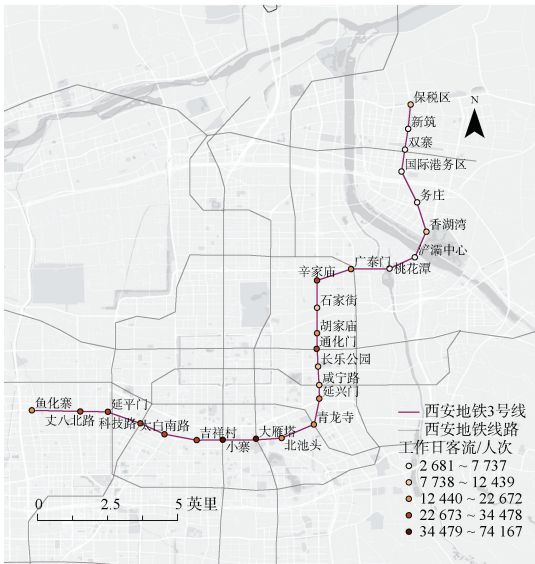 保税区
N
新筑
双寨
国际港务区
务庄
香湖湾
浐灞中心
广泰门
桃花潭
辛家庙
石家街
胡家庙
通化门
长乐公园
咸宁路
延兴门
鱼化寨
延平门
丈八北路
科技路
太白南路
吉祥村
大雁塔
青龙寺
小寨
北池头
西安地铁3号线
西安地铁线路
工作日客流/人次
2 681 ~ 7 737
7 738 ~ 12 439
12 440 ~ 22 672
22 673 ~ 34 478
34 479 ~ 74 167
0 2.5 5 英里